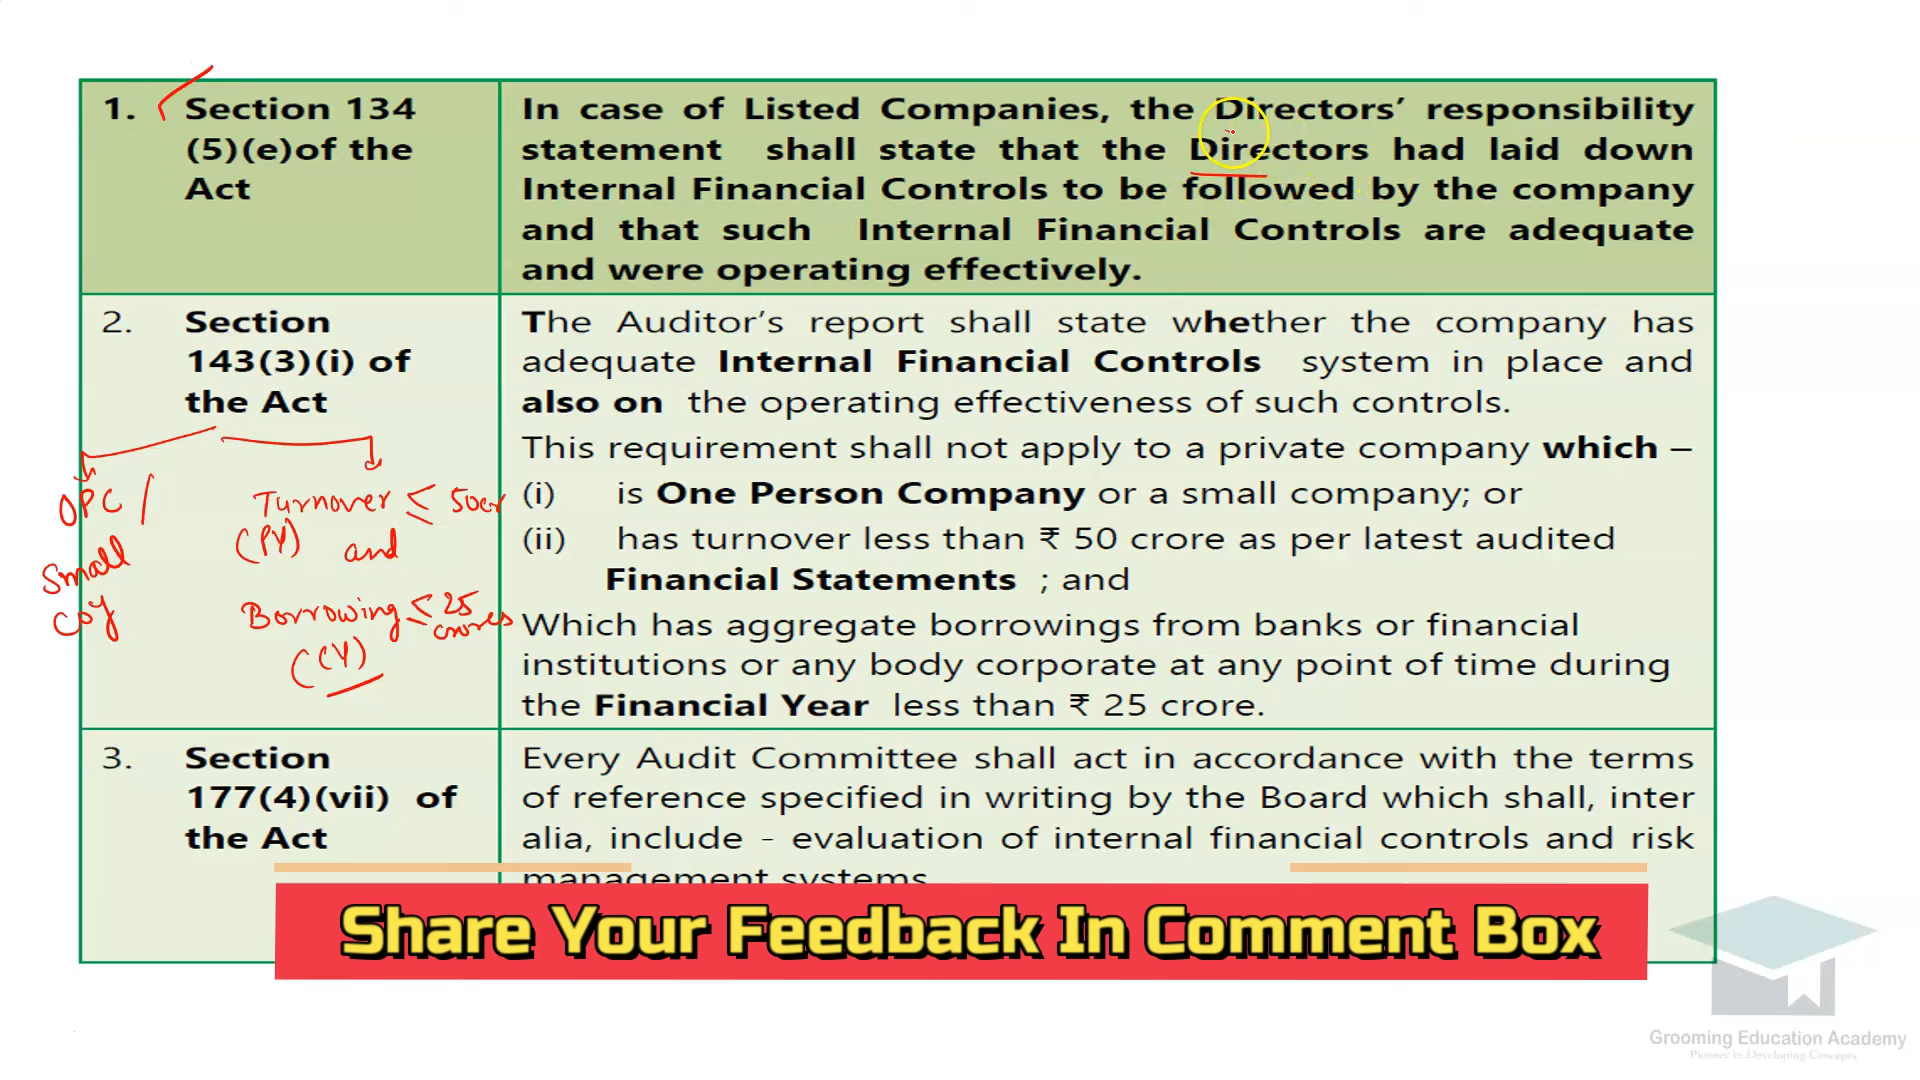 1. Section 134
(5)(e)of the
Act
In case of Listed Companies, the Directors’ responsibility
statement shall state that the Directors had laid down
Internal Financial Controls to be followed by the company
and that such Internal Financial Controls are adequate
and were operating effectively.
2. Section
143(3)(i) of
the Act
OPC /
Small
coy
Turnover ≤ 50cr
(PY) and
Borrowing ≤ 25
crores
(CY)
The Auditor’s report shall state whether the company has
adequate Internal Financial Controls system in place and
also on the operating effectiveness of such controls.
This requirement shall not apply to a private company which –
(i) is One Person Company or a small company; or
(ii) has turnover less than ₹ 50 crore as per latest audited
Financial Statements ; and
Which has aggregate borrowings from banks or financial
institutions or any body corporate at any point of time during
the Financial Year less than ₹ 25 crore.
3. Section
177(4)(vii) of
the Act
Every Audit Committee shall act in accordance with the terms
of reference specified in writing by the Board which shall, inter
alia, include - evaluation of internal financial controls and risk
management systems
Share Your Feedback In Comment Box
Grooming Education Academy
Pioneer in Developing Concepts